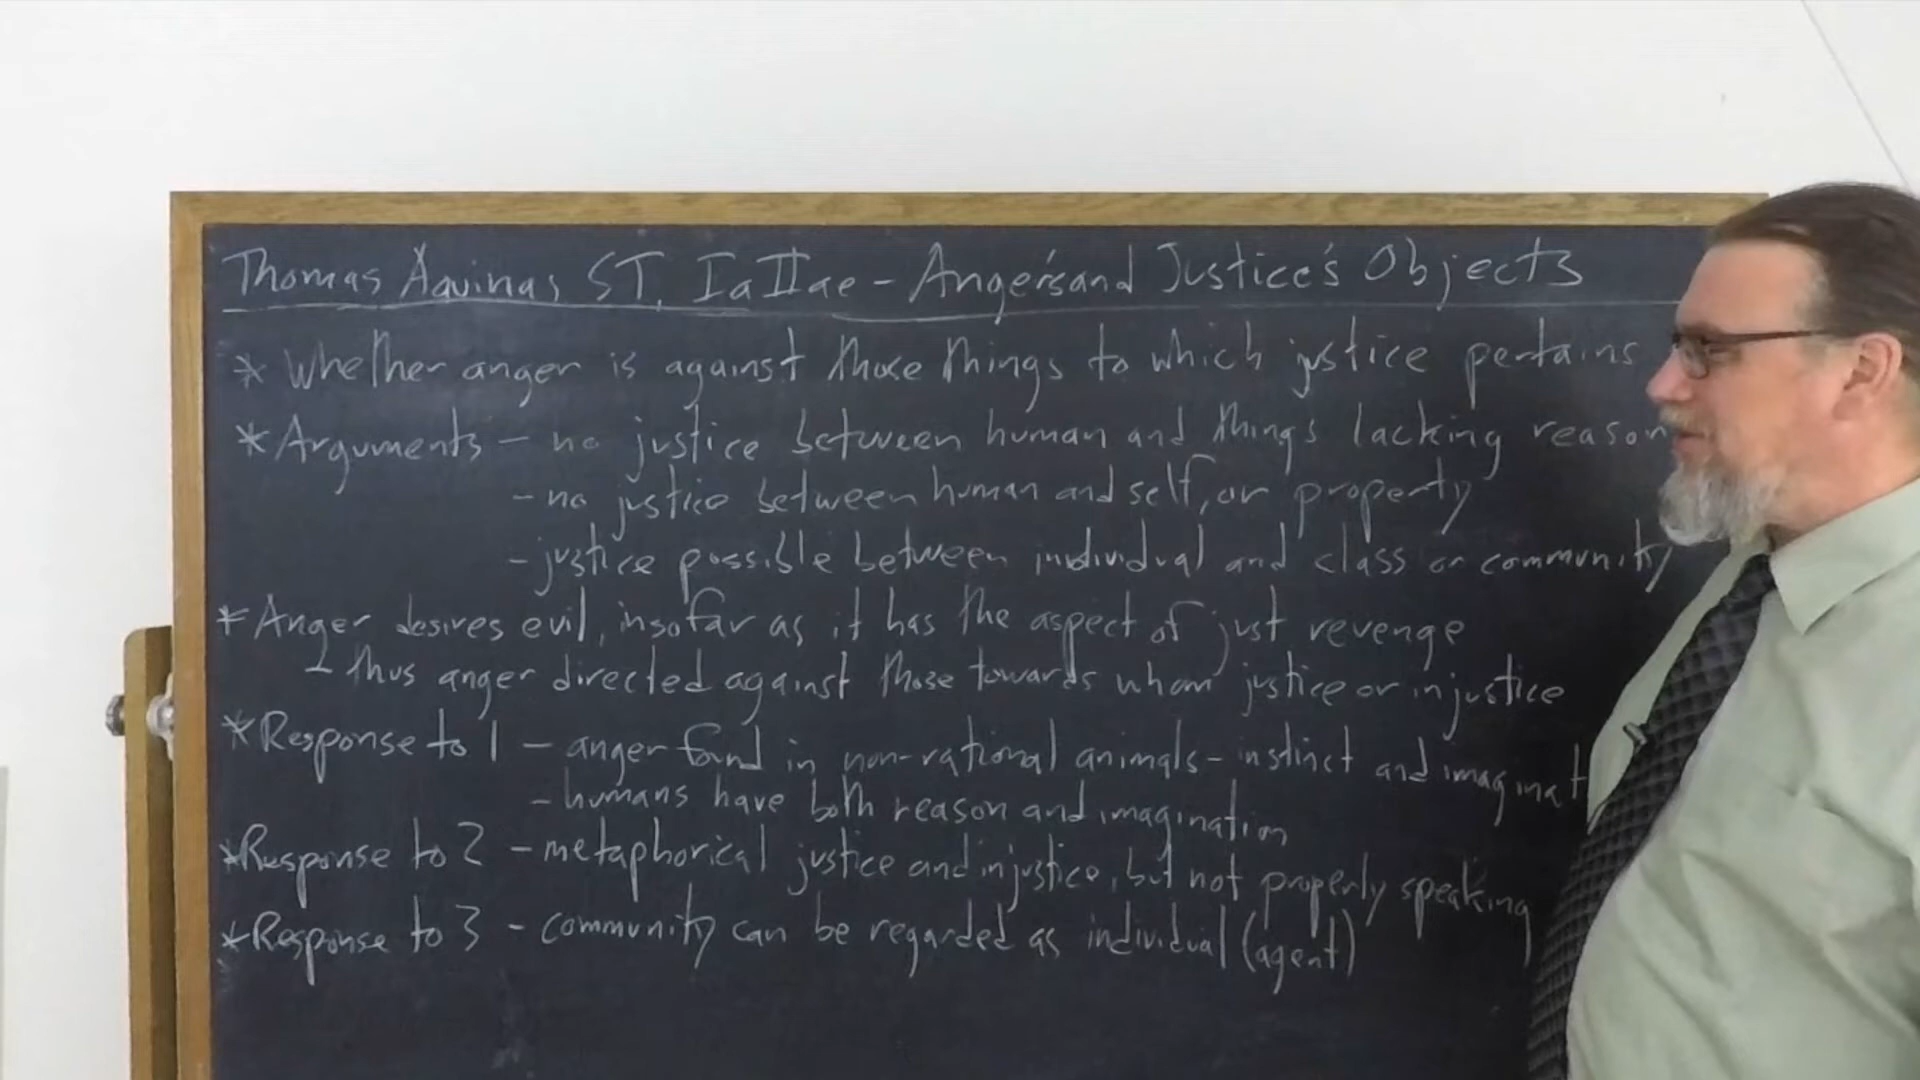 Thomas Aquinas ST, IaIIae - Anger's and Justice's Objects
* Whether anger is against those things to which justice pertains
* Arguments - no justice between human and things lacking reason
- no justice between human and self, or property
- justice possible between individual and class or community
* Anger desires evil, insofar as it has the aspect of just revenge
- thus anger directed against those towards whom justice or injustice
* Response to 1 - anger found in non-rational animals - instinct and imaginat
- humans have both reason and imagination
* Response to 2 - metaphorical justice and injustice, but not properly speaking
* Response to 3 - community can be regarded as individual (agent)